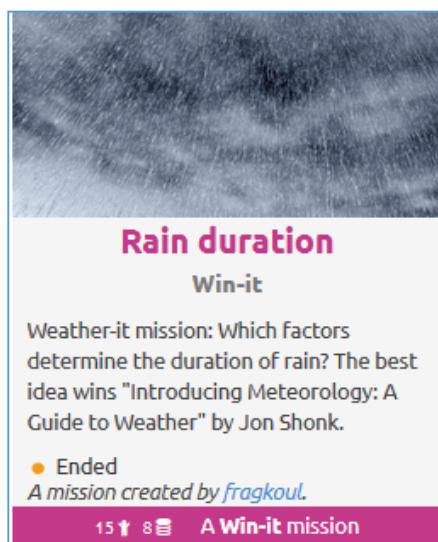 Rain duration
Win-it
Weather-it mission: Which factors
determine the duration of rain? The best
idea wins "Introducing Meteorology: A
Guide to Weather" by Jon Shonk.
Ended
A mission created by fragkoul.
15 8 A Win-it mission